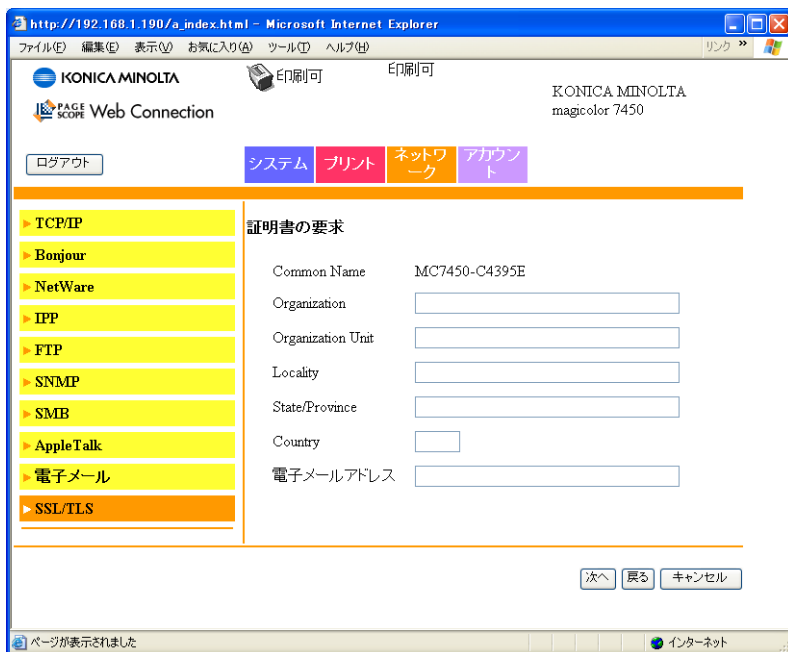 http://192.168.1.190/a_index.html - Microsoft Internet Explorer
ファイル(F) 編集(E) 表示(V) お気に入り(A) ツール(T) ヘルプ(H) リンク »
KONICA MINOLTA
印刷可
印刷可
KONICA MINOLTA
magicolor 7450
PAGE SCOPE Web Connection
ログアウト
システム
プリント
ネットワ
ーク
アカウン
ト
TCP/IP
Bonjour
NetWare
IPP
FTP
SNMP
SMB
AppleTalk
電子メール
SSL/TLS
証明書の要求
Common Name MC7450-C4395E
Organization
Organization Unit
Locality
State/Province
Country
電子メールアドレス
次へ 戻る キャンセル
ページが表示されました インターネット